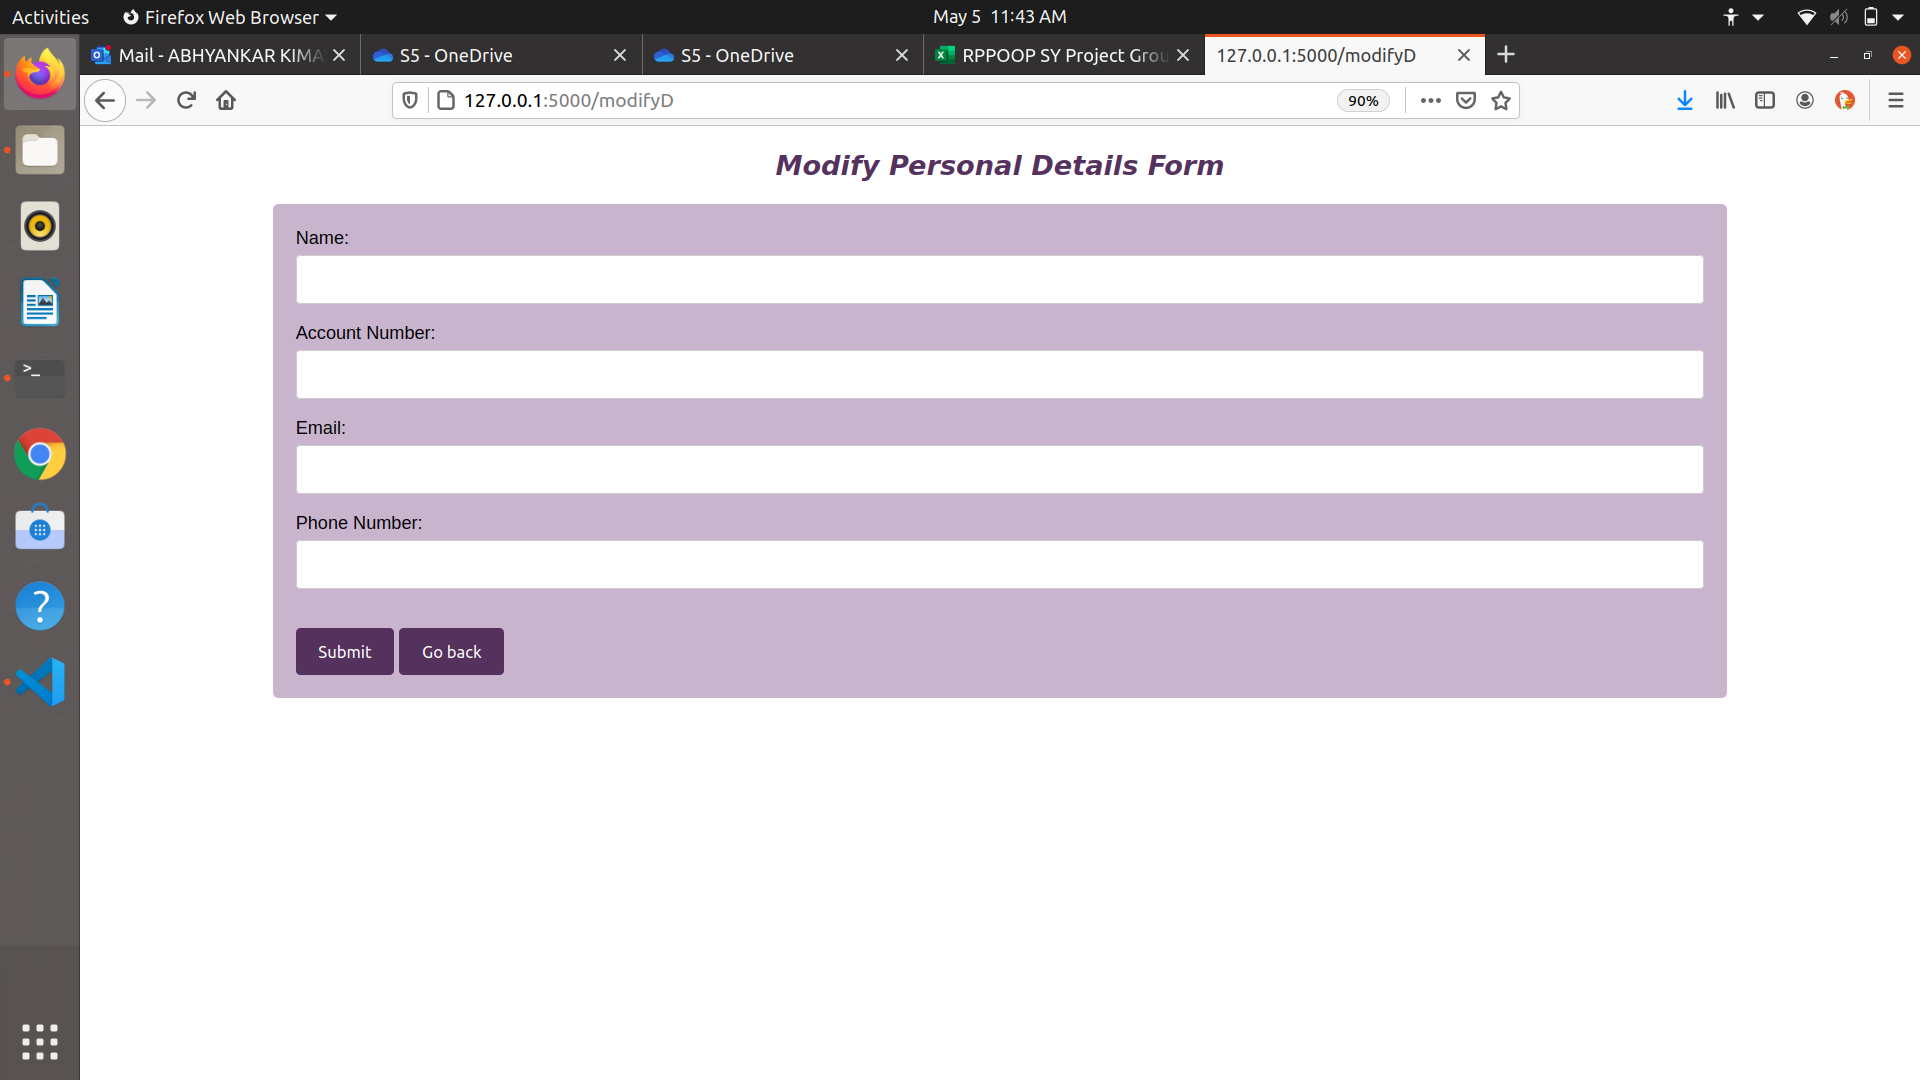 Activities Firefox Web Browser May 5 11:43 AM
Mail - ABHYANKAR KIMA S5 - OneDrive S5 - OneDrive RPPOOP SY Project Grou 127.0.0.1:5000/modifyD
127.0.0.1:5000/modifyD 90%
Modify Personal Details Form
Name:
Account Number:
Email:
Phone Number:
Submit Go back